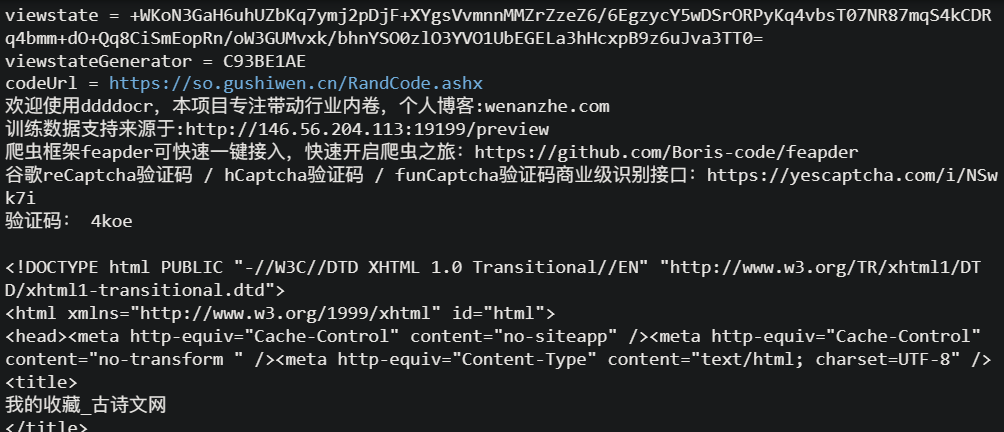 viewstate = +WKoN3GaH6uhUZbKq7ymj2pDjF+XYgsVvmnnMMZrZzeZ6/6EgzycY5wDSrORPyKq4vbsT07NR87mqS4kCDR
q4bmm+dO+Qq8CiSmEopRn/oW3GUMvxk/bhnYSO0zlO3YVO1UbEGELa3hHcxpB9z6uJva3TT0=
viewstateGenerator = C93BE1AE
codeUrl = https://so.gushiwen.cn/RandCode.ashx
欢迎使用ddddocr，本项目专注带动行业内卷，个人博客:wenanzhe.com
训练数据支持来源于:http://146.56.204.113:19199/preview
爬虫框架feapder可快速一键接入，快速开启爬虫之旅：https://github.com/Boris-code/feapder
谷歌reCaptcha验证码 / hCaptcha验证码 / funCaptcha验证码商业级识别接口：https://yescaptcha.com/i/NSw
k7i
验证码： 4koe
<!DOCTYPE html PUBLIC "-//W3C//DTD XHTML 1.0 Transitional//EN" "http://www.w3.org/TR/xhtml1/DT
D/xhtml1-transitional.dtd">
<html xmlns="http://www.w3.org/1999/xhtml" id="html">
<head><meta http-equiv="Cache-Control" content="no-siteapp" /><meta http-equiv="Cache-Control"
content="no-transform " /><meta http-equiv="Content-Type" content="text/html; charset=UTF-8" />
<title>
我的收藏_古诗文网
</title>